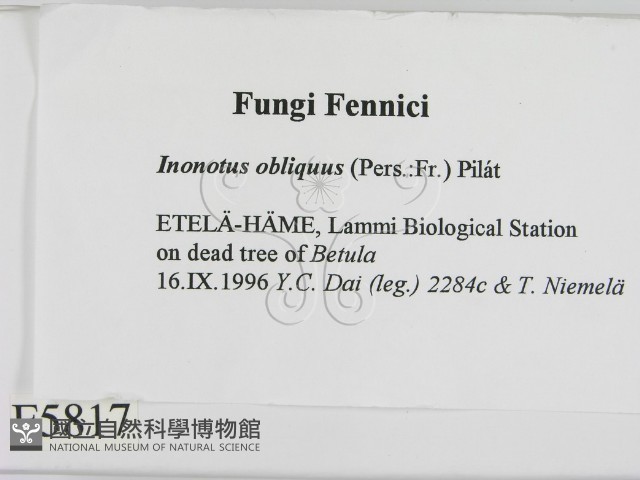 Fungi Fennici
Inonotus obliquus (Pers.:Fr.) Pilát
ETELÄ-HÄME, Lammi Biological Station
on dead tree of Betula
16.IX.1996 Y.C. Dai (leg.) 2284c & T. Niemelä
F5817
國立自然科學博物館
NATIONAL MUSEUM OF NATURAL SCIENCE